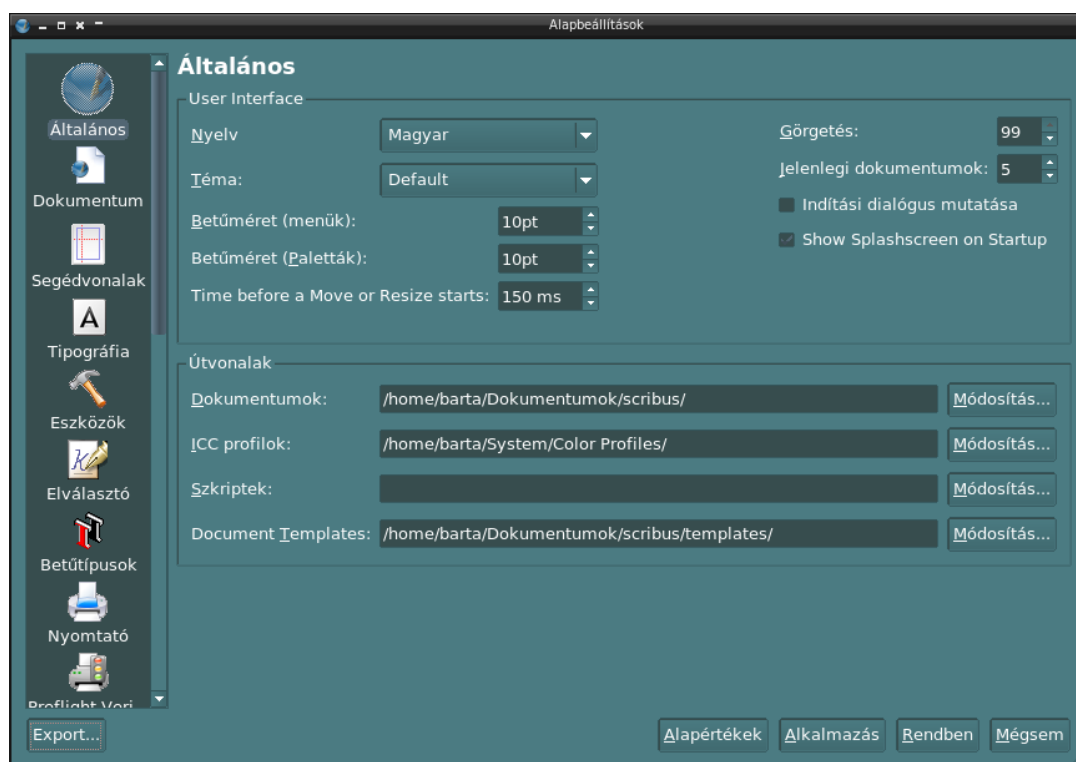 Alapbeállítások
Általános
Dokumentum
Segédvonalak
A
Tipográfia
Eszközök
Elválasztó
Betűtípusok
Nyomtató
Preflight Veri
Általános
User Interface
Nyelv Magyar
Téma: Default
Betűméret (menük): 10pt
Betűméret (Paletták): 10pt
Time before a Move or Resize starts: 150 ms
Görgetés: 99
Jelenlegi dokumentumok: 5
Indítási dialógus mutatása
Show Splashscreen on Startup
Útvonalak
Dokumentumok: /home/barta/Dokumentumok/scribus/ Módosítás...
ICC profilok: /home/barta/System/Color Profiles/ Módosítás...
Szkriptek: Módosítás...
Document Templates: /home/barta/Dokumentumok/scribus/templates/ Módosítás...
Export... Alapértékek Alkalmazás Rendben Mégsem